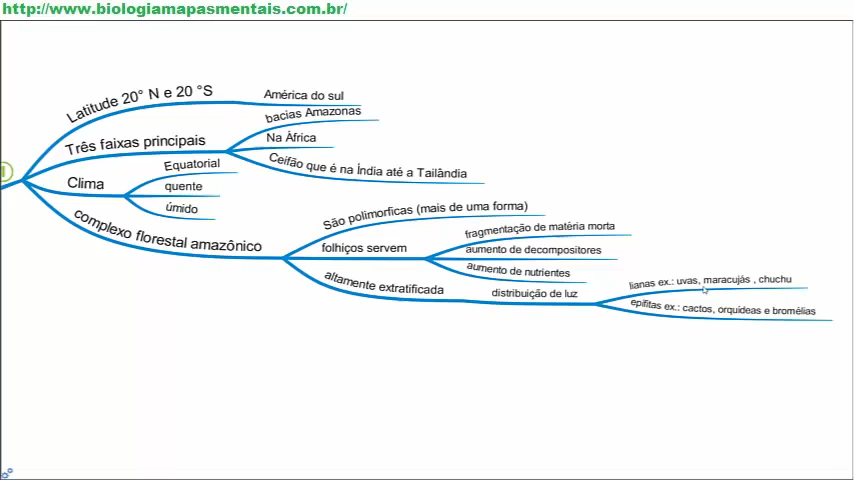 http://www.biologiamapasmentais.com.br/
Latitude 20° N e 20 °S
América do sul
Três faixas principais
bacias Amazonas
Na África
Ceifão que é na Índia até a Tailândia
Clima
Equatorial
quente
úmido
complexo florestal amazônico
São polimorficas (mais de uma forma)
folhiços servem
fragmentação de matéria morta
aumento de decompositores
aumento de nutrientes
altamente extratificada
distribuição de luz
lianas ex.: uvas, maracujás , chuchu
epífitas ex.: cactos, orquídeas e bromélias